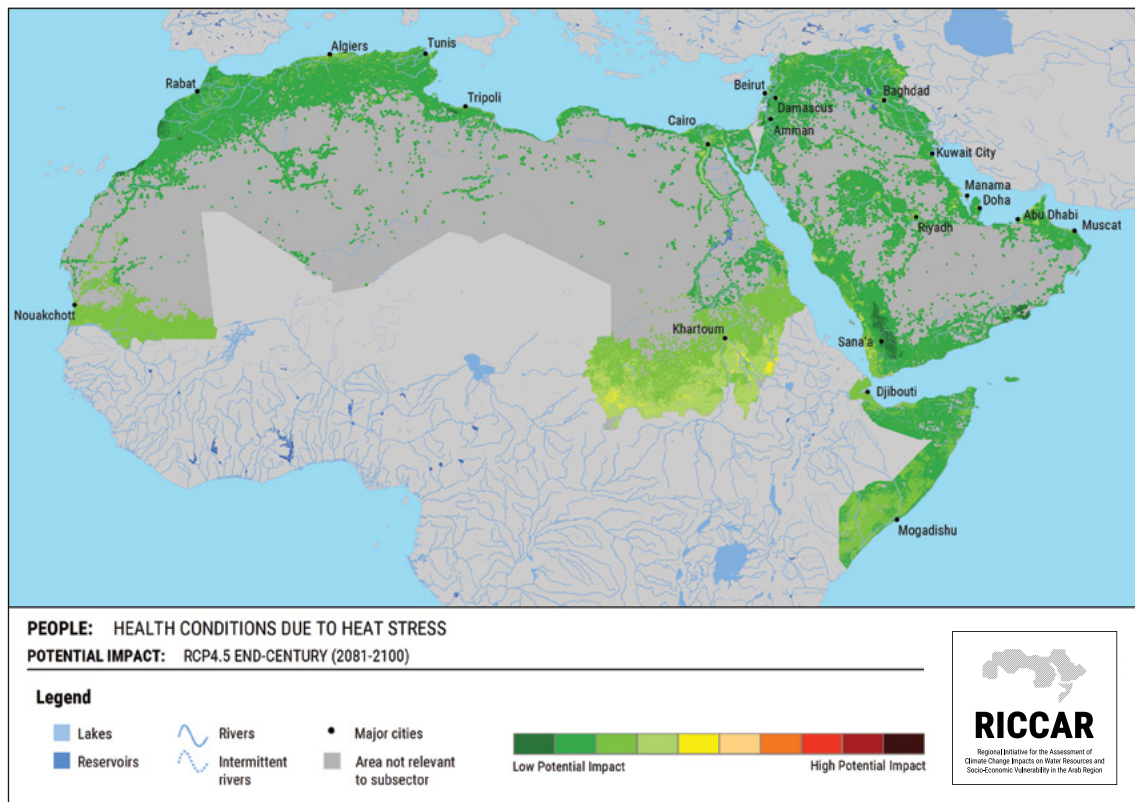 Algiers
Tunis
Rabat
Tripoli
Beirut
Damascus
Baghdad
Cairo
Amman
Kuwait City
Manama
Doha
Abu Dhabi
Riyadh
Muscat
Nouakchott
Khartoum
Sana'a
Djibouti
Mogadishu
PEOPLE: HEALTH CONDITIONS DUE TO HEAT STRESS
POTENTIAL IMPACT: RCP4.5 END-CENTURY (2081-2100)
Legend
Lakes
Reservoirs
Rivers
Intermittent
rivers
Major cities
Area not relevant
to subsector
Low Potential Impact
High Potential Impact
RICCAR
Regional Initiative for the Assessment of
Climate Change Impacts on Water Resources and
Socio-Economic Vulnerability in the Arab Region